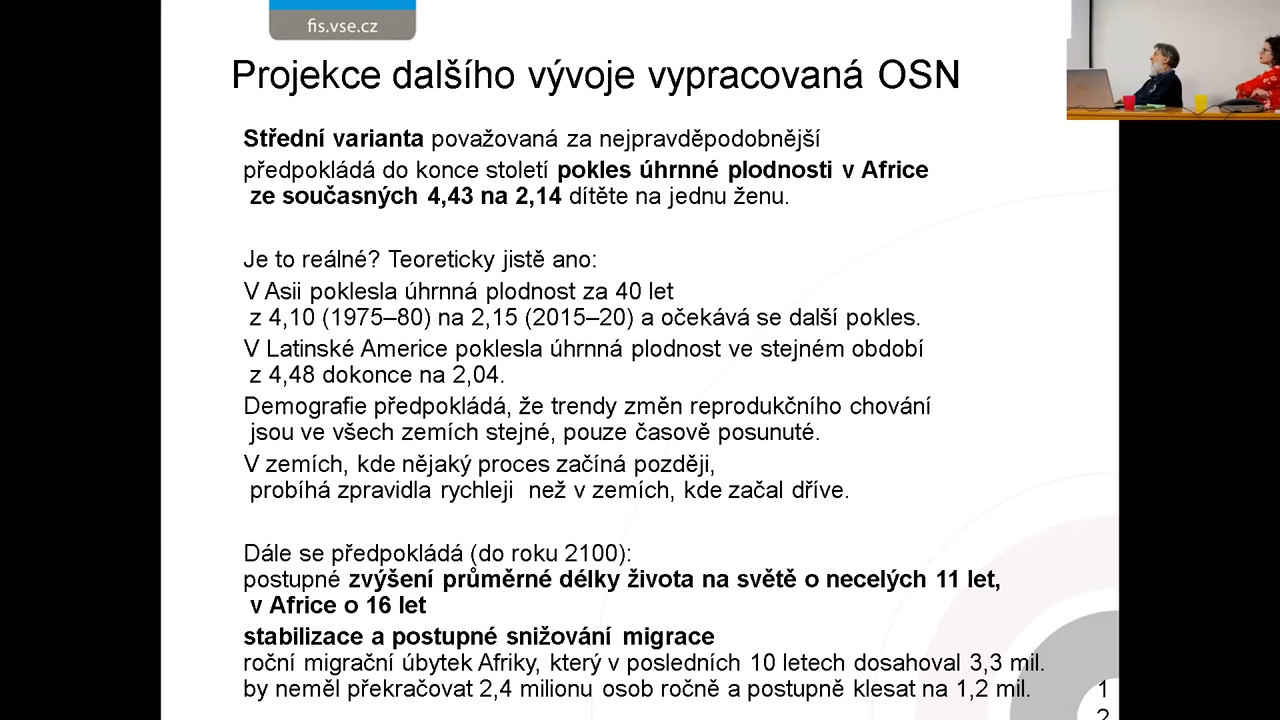 fis.vse.cz
Projekce dalšího vývoje vypracovaná OSN
Střední varianta považovaná za nejpravděpodobnější
předpokládá do konce století pokles úhrnné plodnosti v Africe
ze současných 4,43 na 2,14 dítěte na jednu ženu.
Je to reálné? Teoreticky jistě ano:
V Asii poklesla úhrnná plodnost za 40 let
z 4,10 (1975–80) na 2,15 (2015–20) a očekává se další pokles.
V Latinské Americe poklesla úhrnná plodnost ve stejném období
z 4,48 dokonce na 2,04.
Demografie předpokládá, že trendy změn reprodukčního chování
jsou ve všech zemích stejné, pouze časově posunuté.
V zemích, kde nějaký proces začíná později,
probíhá zpravidla rychleji než v zemích, kde začal dříve.
Dále se předpokládá (do roku 2100):
postupné zvýšení průměrné délky života na světě o necelých 11 let,
v Africe o 16 let
stabilizace a postupné snižování migrace
roční migrační úbytek Afriky, který v posledních 10 letech dosahoval 3,3 mil.
by neměl překračovat 2,4 milionu osob ročně a postupně klesat na 1,2 mil.
1
2